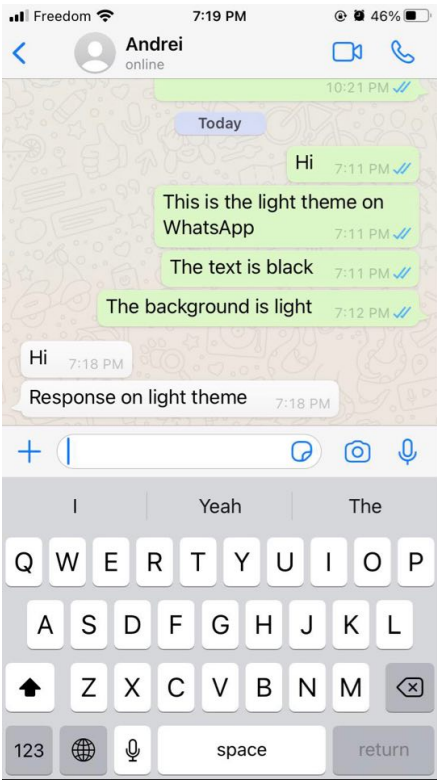 Freedom 7:19 PM 46%
Andrei
online
10:21 PM
Today
Hi 7:11 PM
This is the light theme on
WhatsApp 7:11 PM
The text is black 7:11 PM
The background is light 7:12 PM
Hi 7:18 PM
Response on light theme 7:18 PM
I Yeah The
Q W E R T Y U I O P
A S D F G H J K L
Z X C V B N M
123 space return